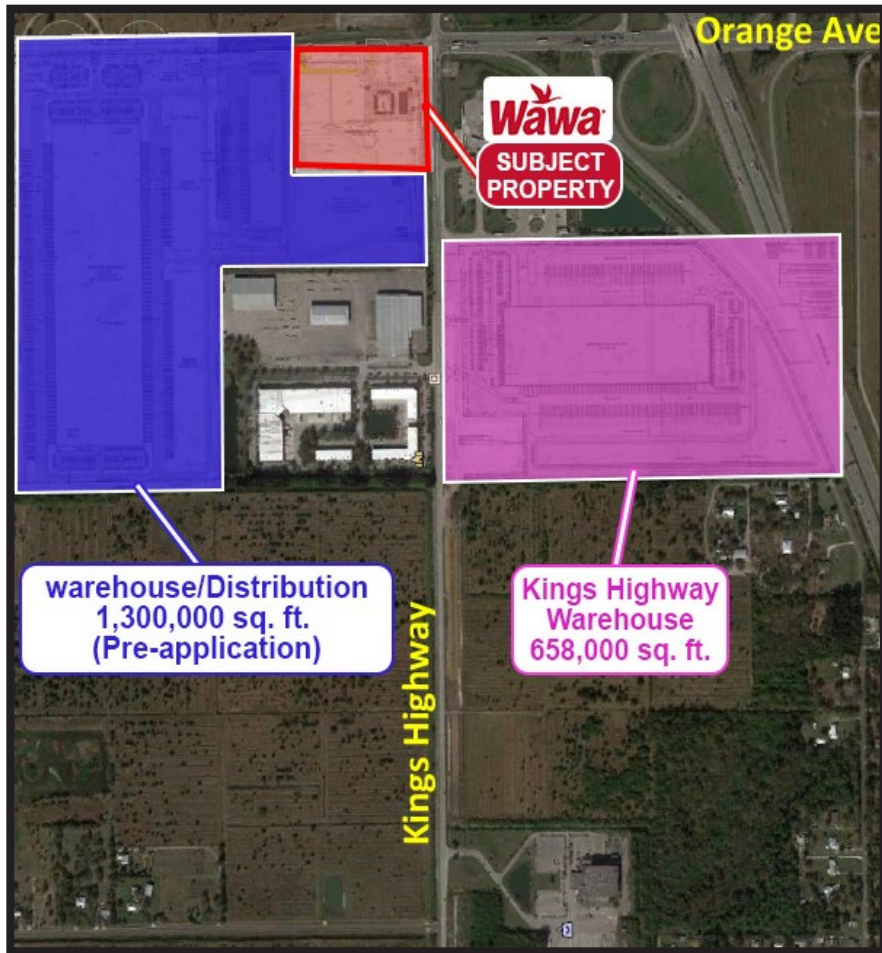 Orange Ave
Wawa
SUBJECT
PROPERTY
warehouse/Distribution
1,300,000 sq. ft.
(Pre-application)
Kings Highway
Kings Highway
Warehouse
658,000 sq. ft.